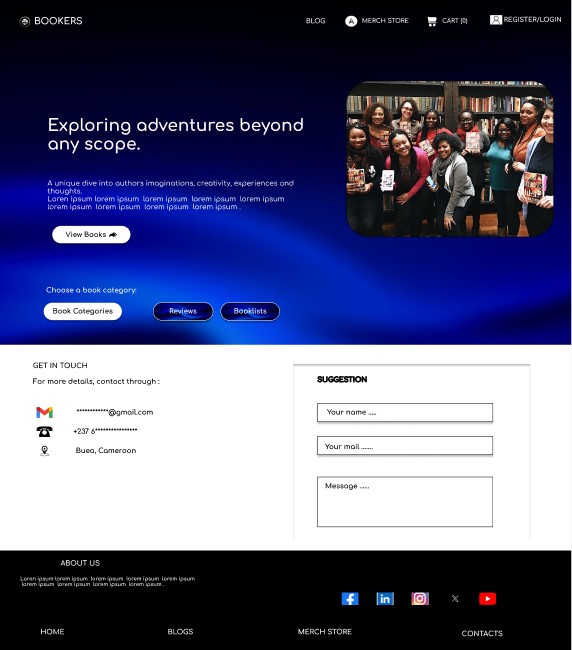 BOOKERS
BLOG
MERCH STORE
CART (0)
REGISTER/LOGIN
Exploring adventures beyond
any scope.
A unique dive into authors imaginations, creativity, experiences and
thoughts.
Loren ipsum lorem ipsum lorem ipsum lorem ipsum lorem ipsum
lorem ipsum lorem ipsum lorem ipsum lorem ipsum .
View Books
Choose a book category:
Book Categories
Reviews
Booklists
GET IN TOUCH
For more details, contact through :
************@gmail.com
+237 6****************
Buea, Cameroon
SUGGESTION
Your name .....
Your mail .......
Message ......
ABOUT US
Loren ipsum lorem ipsum lorem ipsum lorem ipsum lorem ipsum
lorem ipsum lorem ipsum lorem ipsum lorem ipsum .
HOME
BLOGS
MERCH STORE
CONTACTS